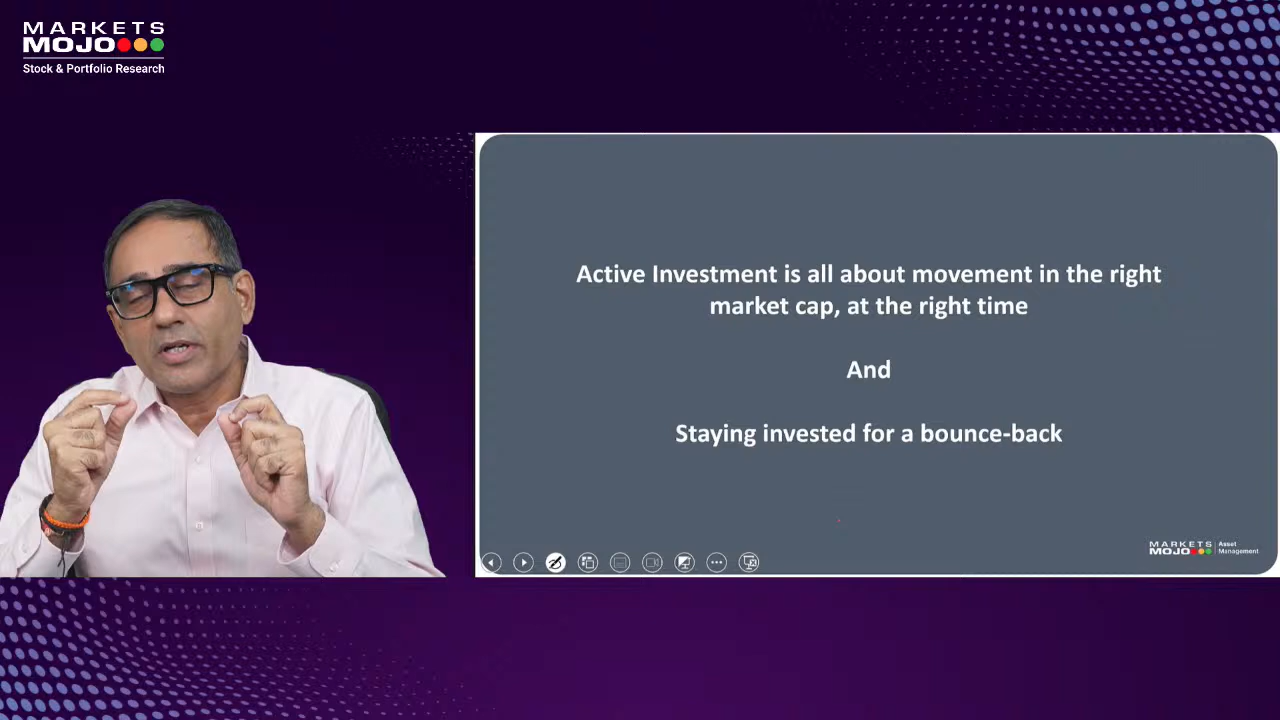 MARKETS
MOJO
Stock & Portfolio Research
Active Investment is all about movement in the right
market cap, at the right time
And
Staying invested for a bounce-back
MARKETS
MOJO
Asset
Management